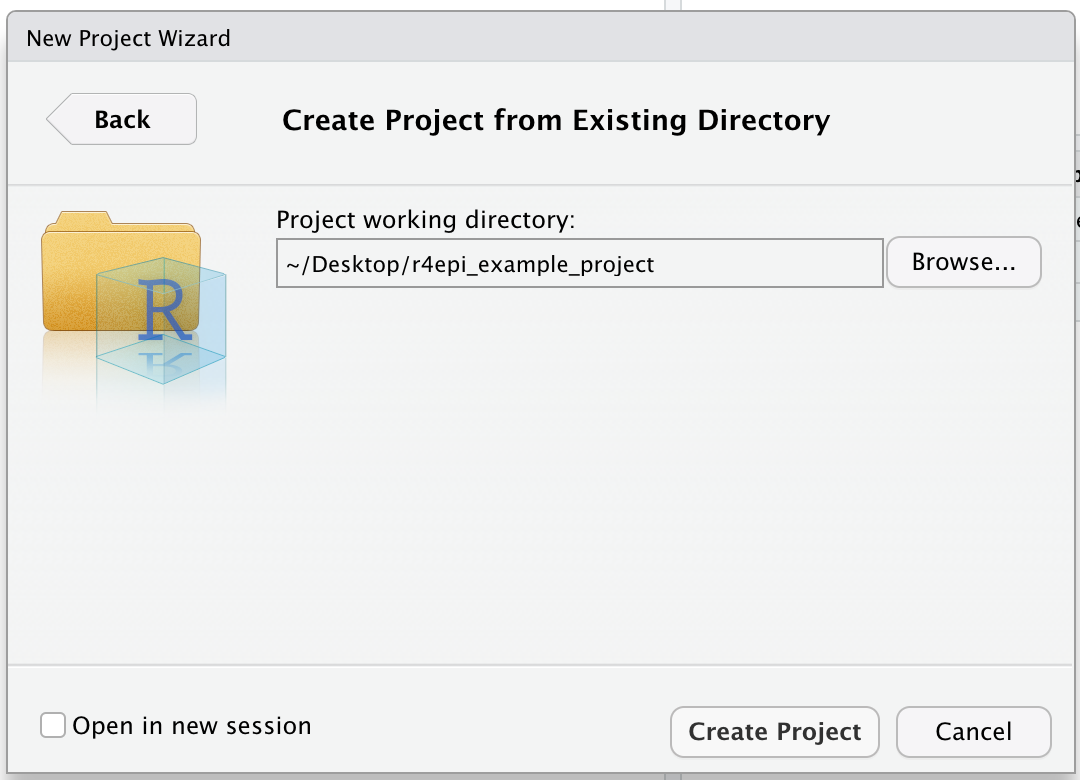 New Project Wizard
Back
Create Project from Existing Directory
Project working directory:
~/Desktop/r4epi_example_project
Browse...
R
Open in new session
Create Project
Cancel